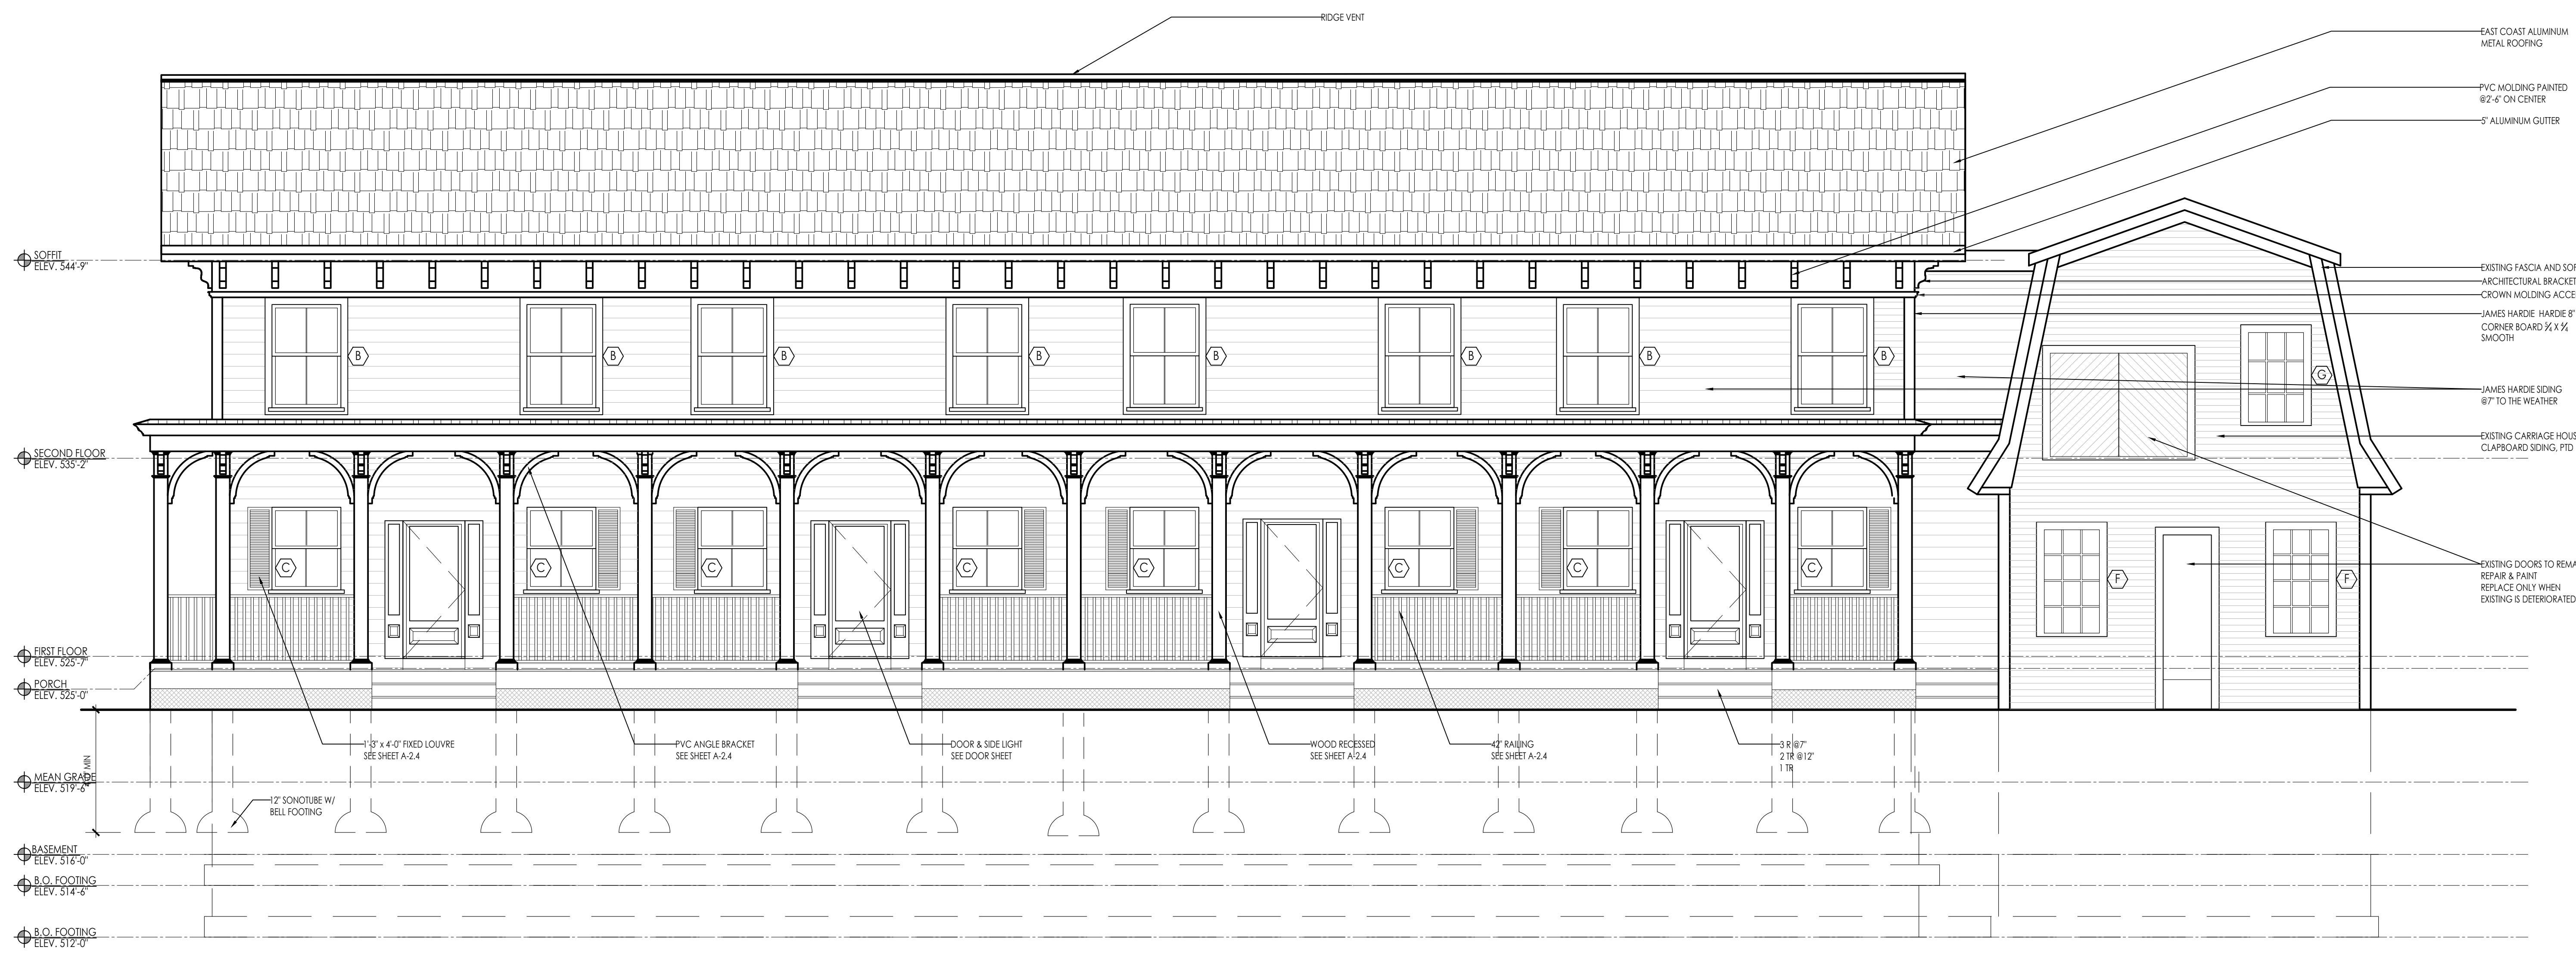 RIDGE VENT
EAST COAST ALUMINUM
METAL ROOFING
PVC MOLDING PAINTED
@2'-6" ON CENTER
5" ALUMINUM GUTTER
SOFFIT
ELEV. 544'-9"
EXISTING FASCIA AND
ARCHITECTURAL BRACKET
CROWN MOLDING
JAMES HARDIE HARDIE 8"
CORNER BOARD 5/4 X 5/4
SMOOTH
B
B
B
B
B
B
B
B
G
JAMES HARDIE SIDING
@7" TO THE WEATHER
EXISTING CARRIAGE
CLAPBOARD SIDING, PTD
SECOND FLOOR
ELEV. 535'-2"
C
C
C
C
C
C
C
C
F
F
EXISTING DOORS TO
REPAIR & PAINT
REPLACE ONLY WHEN
EXISTING IS DETERIORATED
FIRST FLOOR
ELEV. 525'-7"
PORCH
ELEV. 525'-0"
1'-3" x 4'-0" FIXED LOUVRE
SEE SHEET A-2.4
PVC ANGLE BRACKET
SEE SHEET A-2.4
DOOR & SIDE LIGHT
SEE DOOR SHEET
WOOD RECESSED
SEE SHEET A-2.4
42" RAILING
SEE SHEET A-2.4
3 R @7"
2 TR @12"
1 TR
MIN
MEAN GRADE
ELEV. 519'-6"
12" SONOTUBE W/
BELL FOOTING
BASEMENT
ELEV. 516'-0"
B.O. FOOTING
ELEV. 514'-6"
B.O. FOOTING
ELEV. 512'-0"